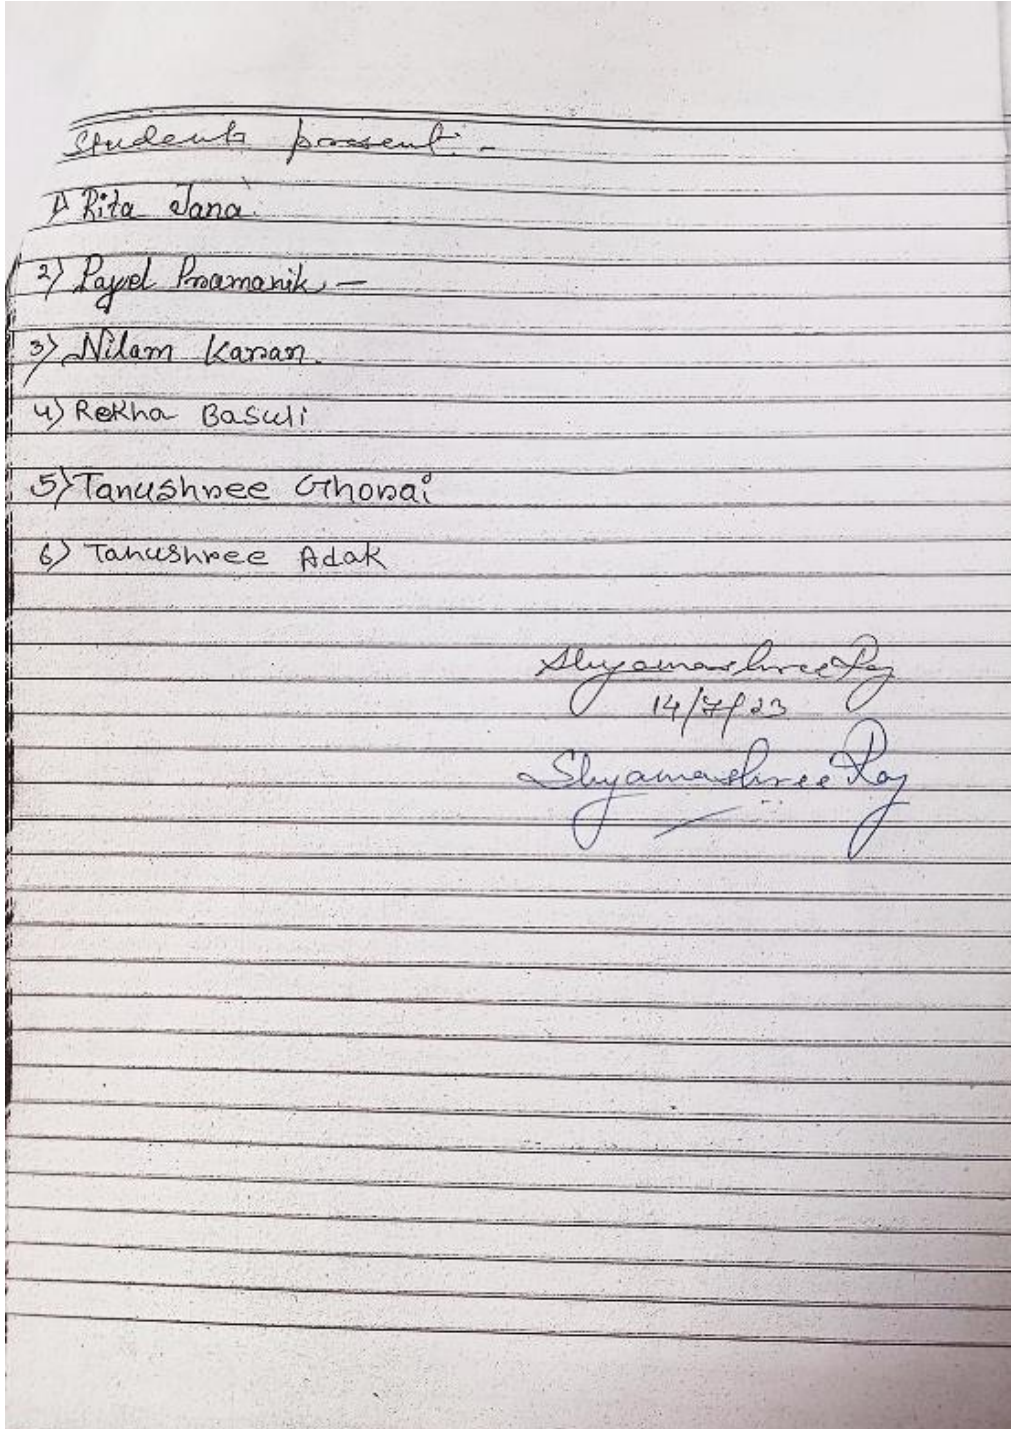 Students present:-
1) Rita Jana
2) Payel Pramanik -
3) Nilam Karan.
4) Rekha Basuli
5) Tanushree Ghorai
6) Tanushree Adak
Shyamashree Roy
14/7/23
Shyamashree Roy